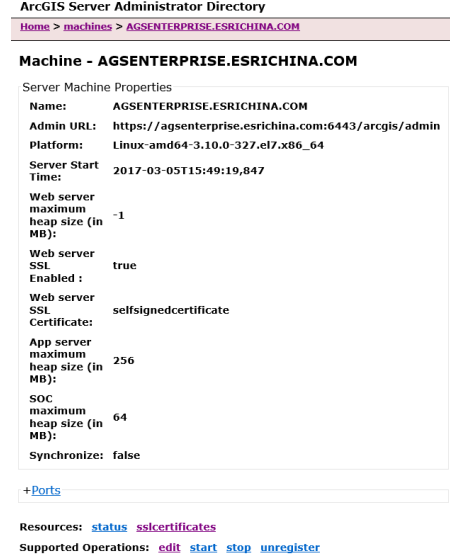 ArcGIS Server Administrator Directory
Home > machines > AGSENTERPRISE.ESRICHINA.COM
Machine - AGSENTERPRISE.ESRICHINA.COM
Server Machine Properties
Name: AGSENTERPRISE.ESRICHINA.COM
Admin URL: https://agsenterprise.esrichina.com:6443/arcgis/admin
Platform: Linux-amd64-3.10.0-327.el7.x86_64
Server Start
Time: 2017-03-05T15:49:19,847
Web server
maximum
heap size (in
MB): -1
Web server
SSL
Enabled : true
Web server
SSL
Certificate: selfsignedcertificate
App server
maximum
heap size (in
MB): 256
SOC
maximum
heap size (in
MB): 64
Synchronize: false
+Ports
Resources: status sslcertificates
Supported Operations: edit start stop unregister